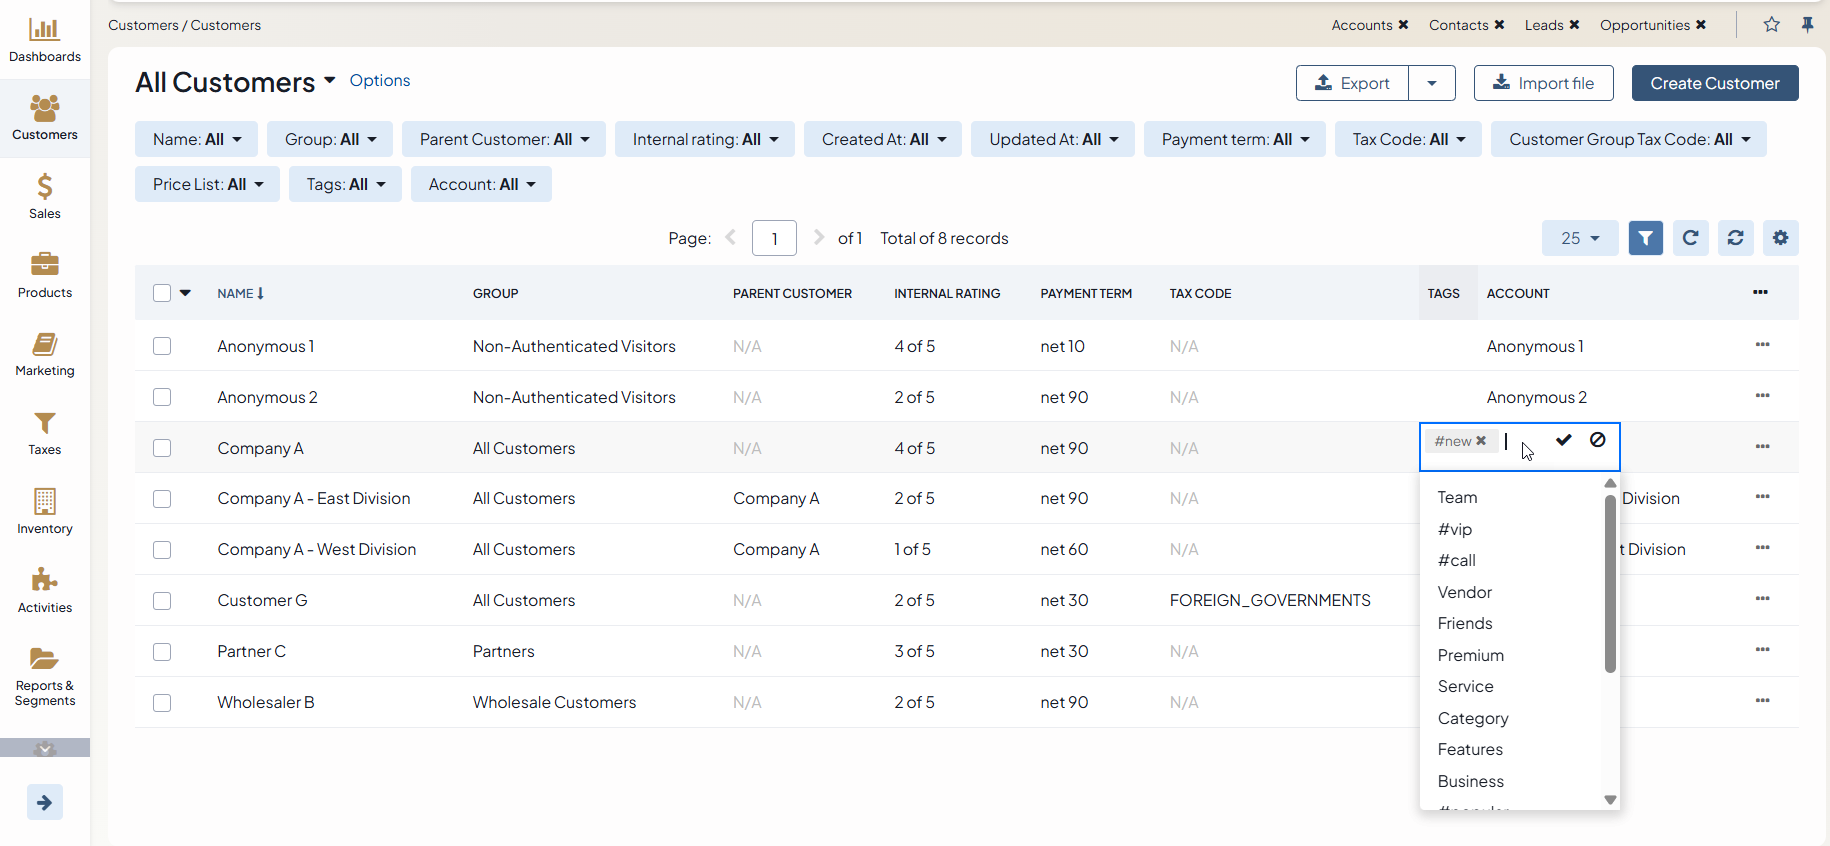 Dashboards
Customers
Sales
Products
Marketing
Taxes
Inventory
Activities
Reports &
Segments
Customers / Customers
Accounts ✖ Contacts ✖ Leads ✖ Opportunities ✖
All Customers Options
Export Import file Create Customer
Name: All Group: All Parent Customer: All Internal rating: All Created At: All Updated At: All Payment term: All Tax Code: All Customer Group Tax Code: All
Price List: All Tags: All Account: All
Page: 1 of 1 Total of 8 records 25
NAME GROUP PARENT CUSTOMER INTERNAL RATING PAYMENT TERM TAX CODE TAGS ACCOUNT
Anonymous 1 Non-Authenticated Visitors N/A 4 of 5 net 10 N/A Anonymous 1
Anonymous 2 Non-Authenticated Visitors N/A 2 of 5 net 90 N/A Anonymous 2
Company A All Customers N/A 4 of 5 net 90 N/A #new ✖
Company A - East Division All Customers Company A 2 of 5 net 90 N/A Division
Company A - West Division All Customers Company A 1 of 5 net 60 N/A t Division
Customer G All Customers N/A 2 of 5 net 30 FOREIGN_GOVERNMENTS
Partner C Partners N/A 3 of 5 net 30 N/A
Wholesaler B Wholesale Customers N/A 2 of 5 net 90 N/A
Team
#vip
#call
Vendor
Friends
Premium
Service
Category
Features
Business